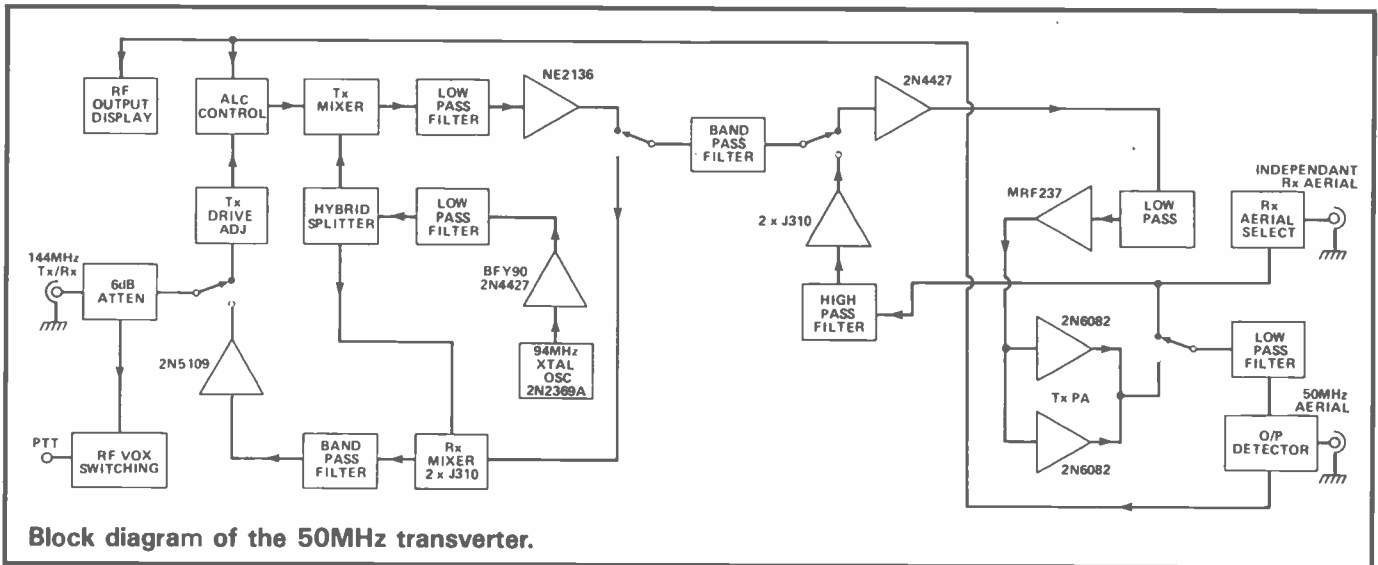 RF
OUTPUT
DISPLAY
ALC
CONTROL
Tx
MIXER
LOW
PASS
FILTER
NE2136
BAND
PASS
FILTER
2N4427
Tx
DRIVE
ADJ
HYBRID
SPLITTER
LOW
PASS
FILTER
2 x J310
MRF237
LOW
PASS
INDEPENDANT
Rx AERIAL
Rx
AERIAL
SELECT
144MHz
Tx/Rx
6dB
ATTEN
BFY90
2N4427
HIGH
PASS
FILTER
2N6082
LOW
PASS
FILTER
2N5109
94MHz
XTAL
OSC
2N2369A
Tx PA
50MHz
AERIAL
O/P
DETECTOR
PTT
RF VOX
SWITCHING
BAND
PASS
FILTER
Rx
MIXER
2 x J310
2N6082
Block diagram of the 50MHz transverter.